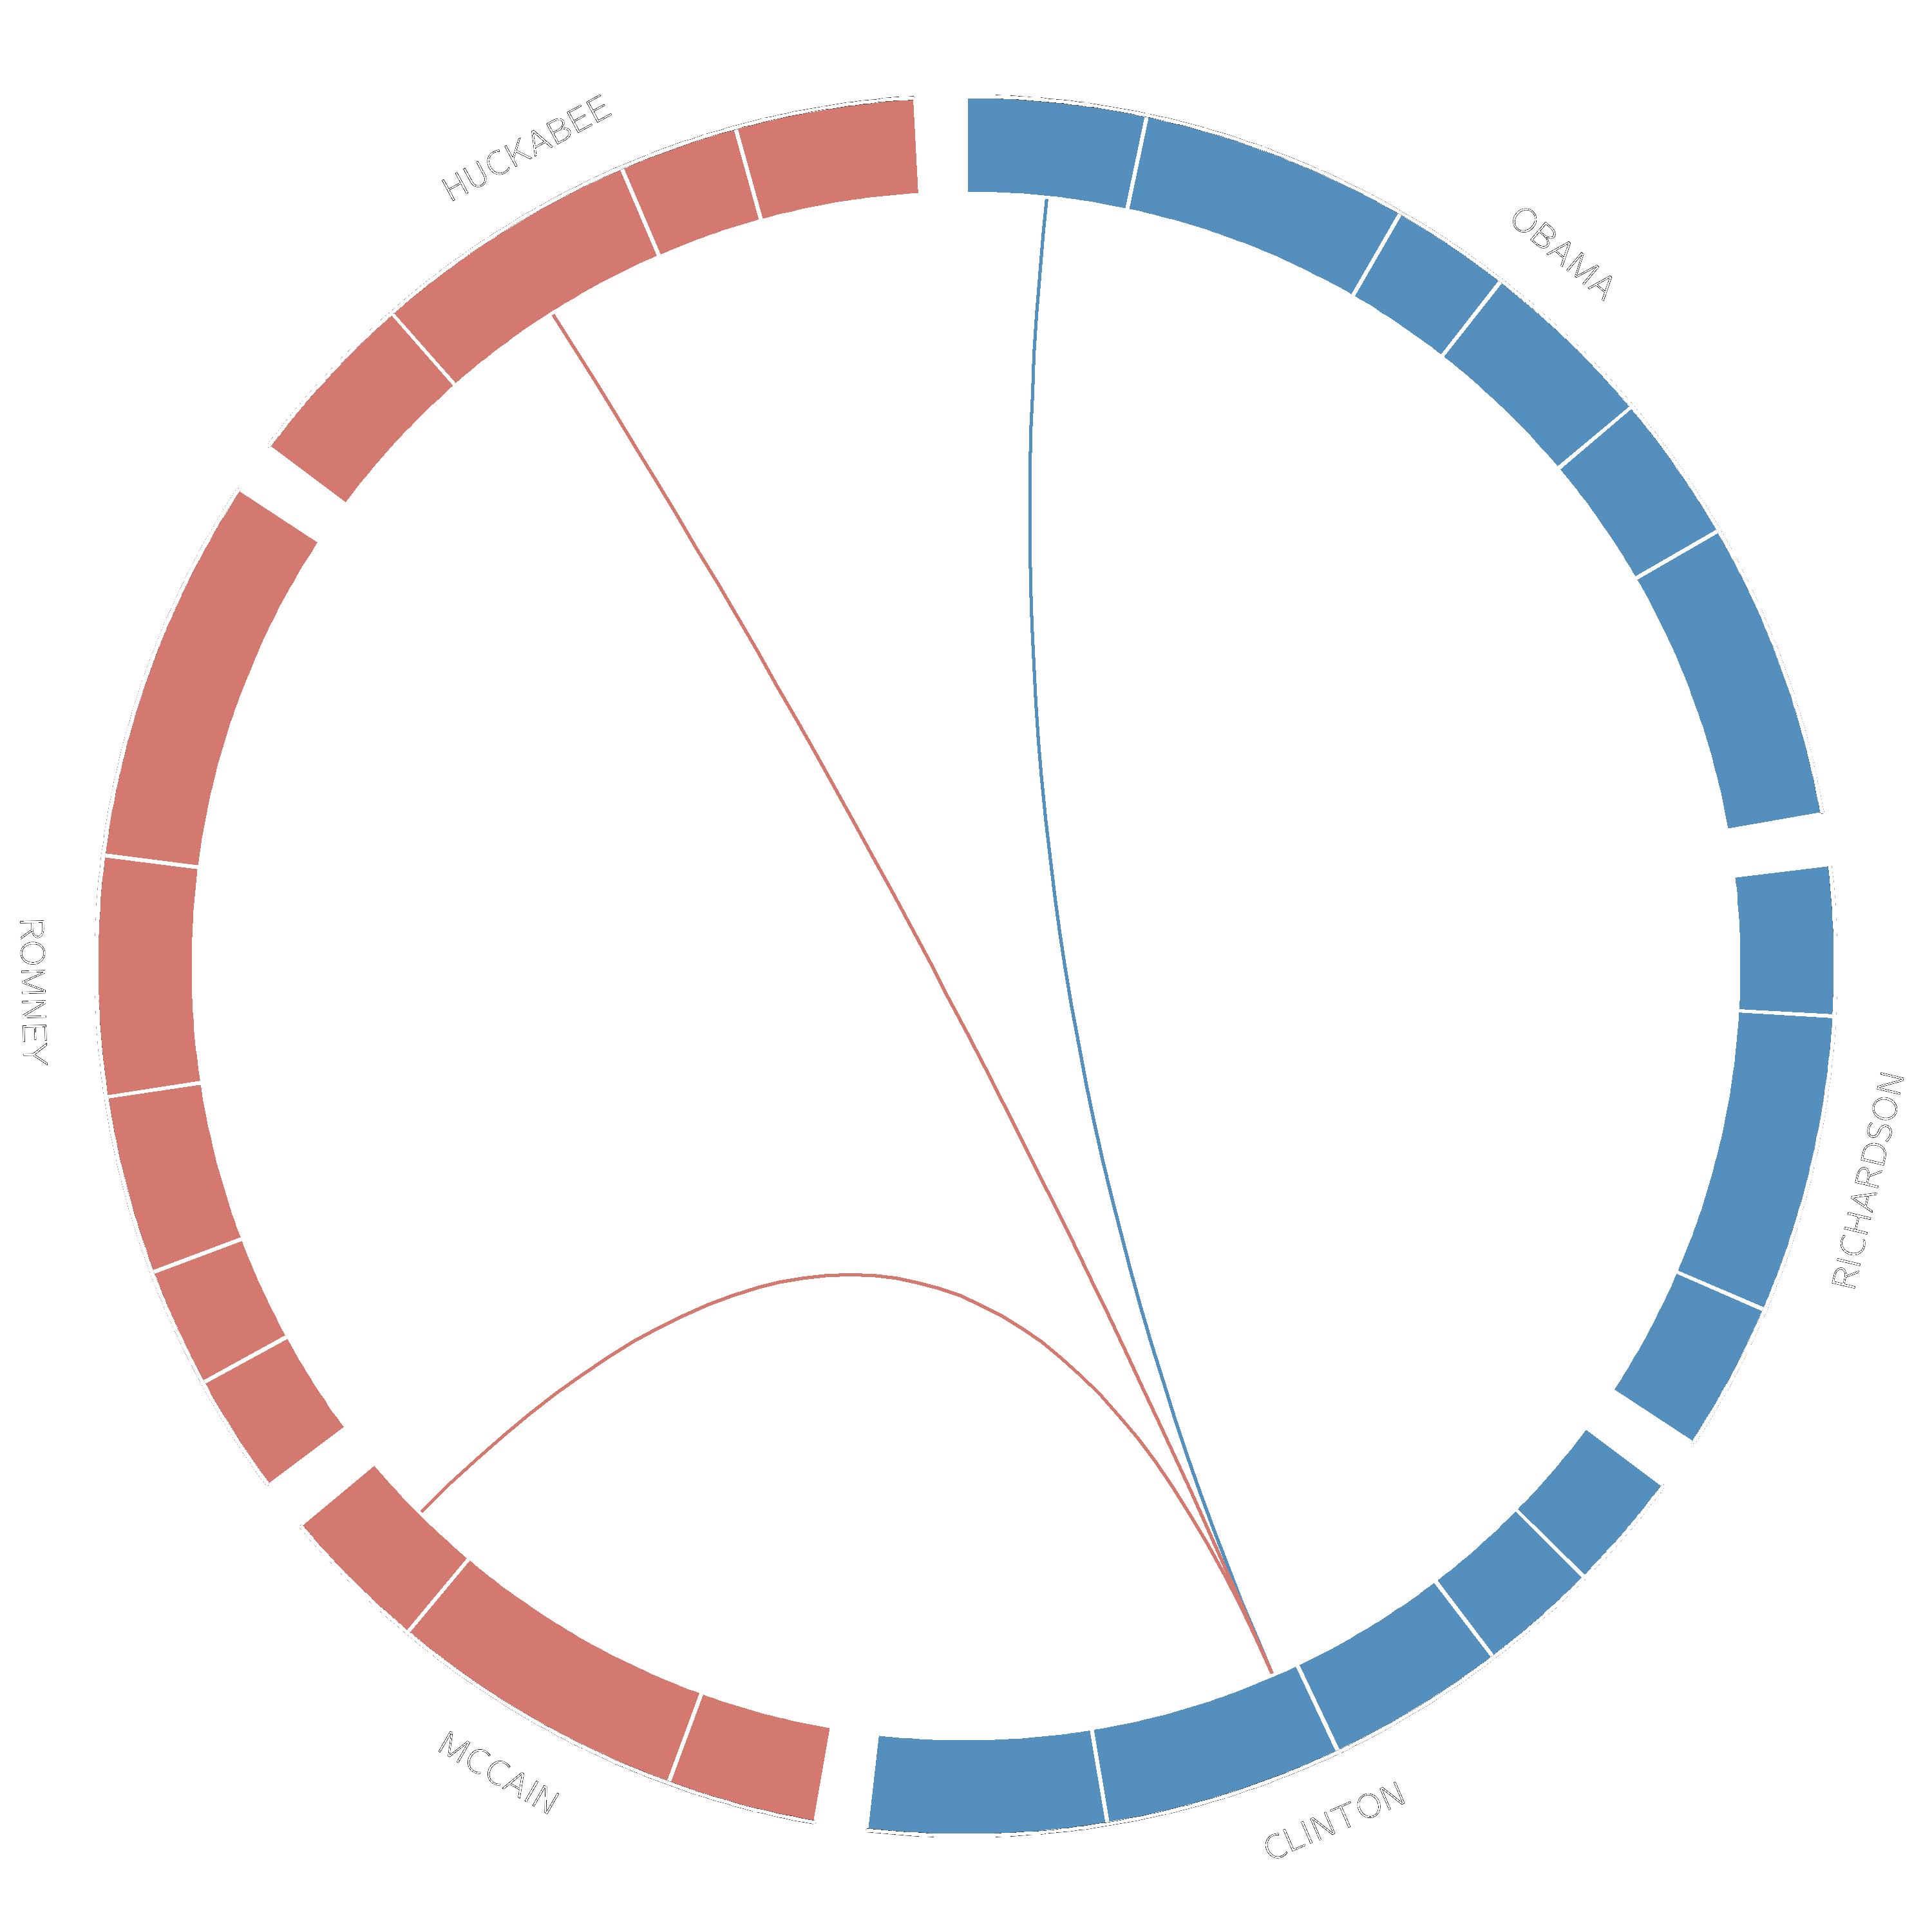 HUCKABEE
OBAMA
ROMNEY
RICHARDSON
MCCAIN
CLINTON